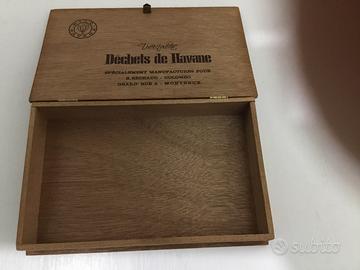 Véritables
Déchets de Havane
SPÉCIALEMENT MANUFACTURÉS POUR
GRAND' RUE 2 - MONTREUX
subito